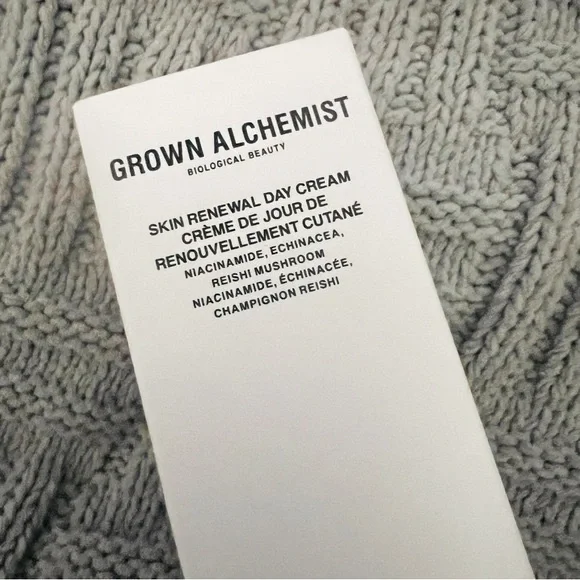 GROWN ALCHEMIST
BIOLOGICAL BEAUTY
SKIN RENEWAL DAY CREAM
CRÈME DE JOUR DE
RENOUVELLEMENT CUTANÉ
NIACINAMIDE, ECHINACEA,
REISHI MUSHROOM
NIACINAMIDE, ÉCHINACÉE,
CHAMPIGNON REISHI